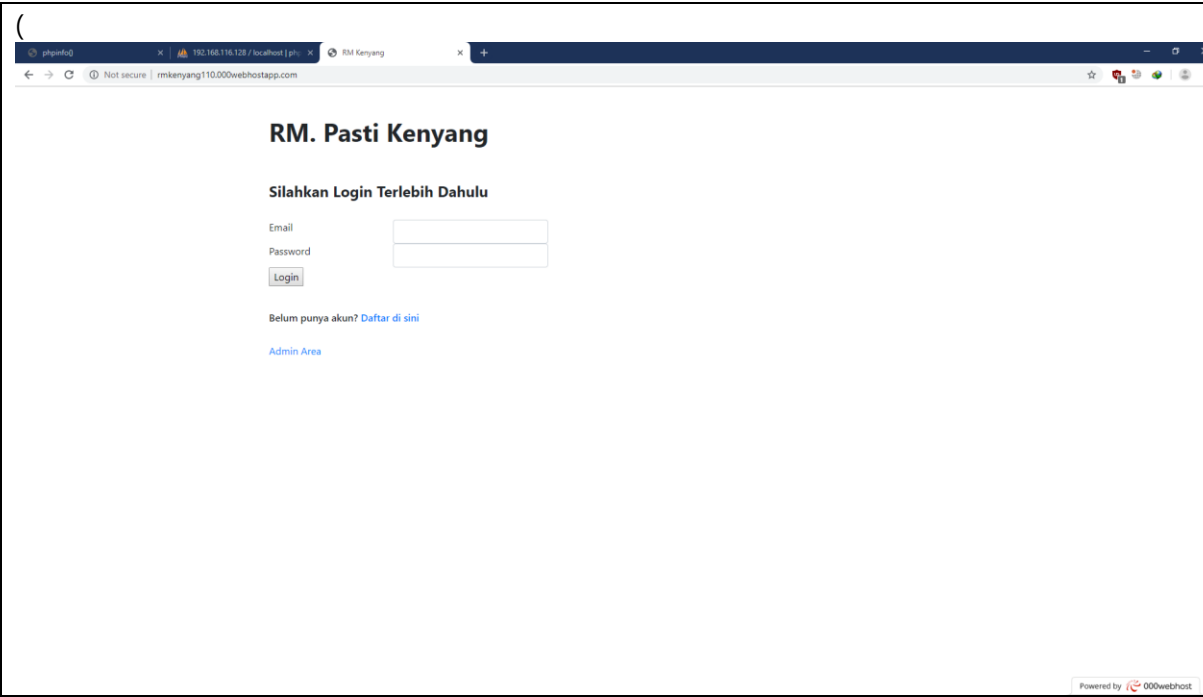 (
phpinfo()
192.168.116.128 / localhost | php
RM Kenyang
Not secure | rmkenyang110.000webhostapp.com
RM. Pasti Kenyang
Silahkan Login Terlebih Dahulu
Email
Password
Login
Belum punya akun? Daftar di sini
Admin Area
Powered by 000webhost